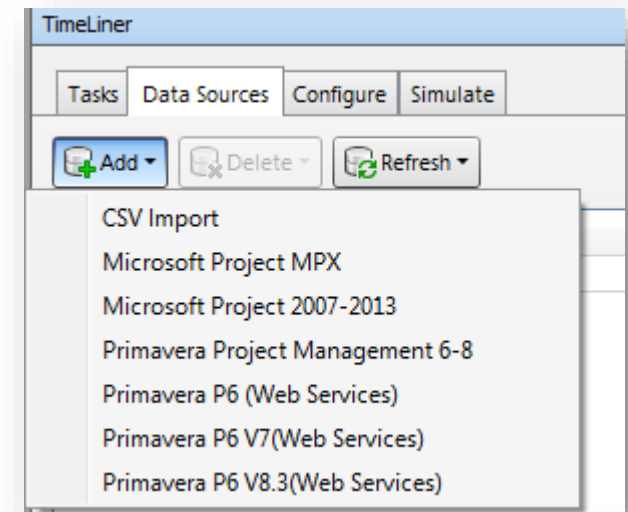 TimeLiner
Tasks Data Sources Configure Simulate
Add Delete Refresh
CSV Import
Microsoft Project MPX
Microsoft Project 2007-2013
Primavera Project Management 6-8
Primavera P6 (Web Services)
Primavera P6 V7(Web Services)
Primavera P6 V8.3(Web Services)